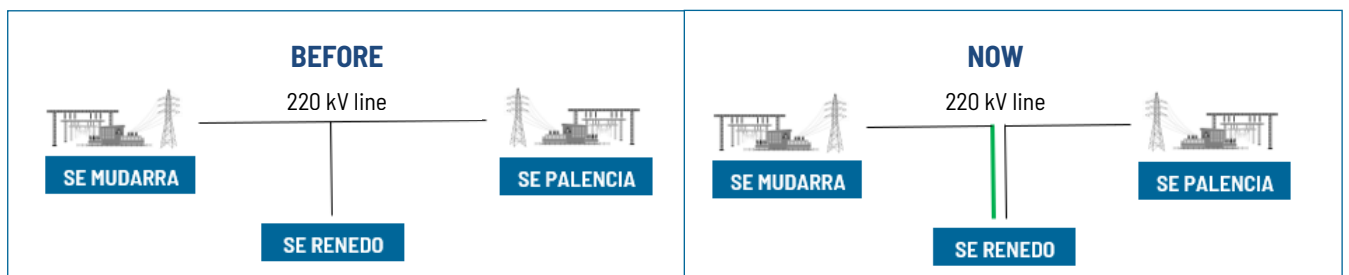 BEFORE
220 kV line
SE MUDARRA
SE PALENCIA
SE RENEDO
NOW
220 kV line
SE MUDARRA
SE PALENCIA
SE RENEDO